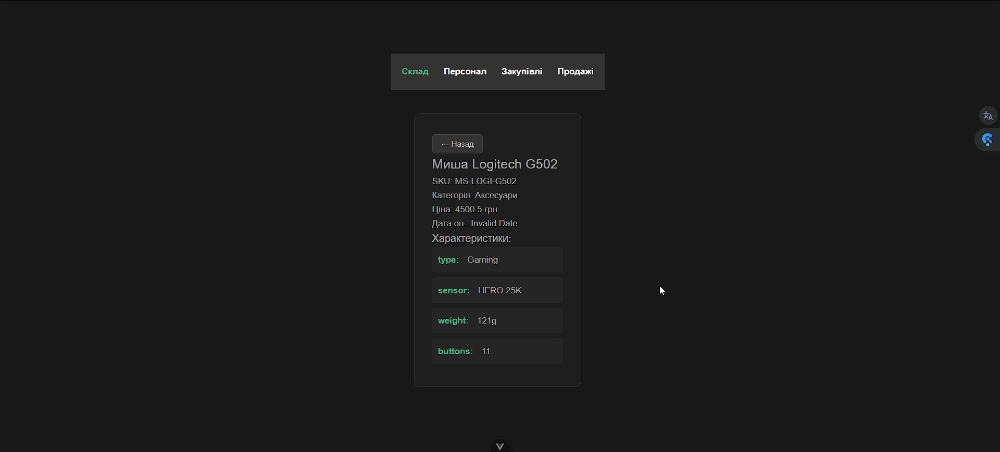 Склад Персонал Закупівлі Продажі
← Назад
Миша Logitech G502
SKU: MS-LOGI-G502
Категорія: Аксесуари
Ціна: 4500.5 грн
Дата он.: Invalid Date
Характеристики:
type: Gaming
sensor: HERO 25K
weight: 121g
buttons: 11